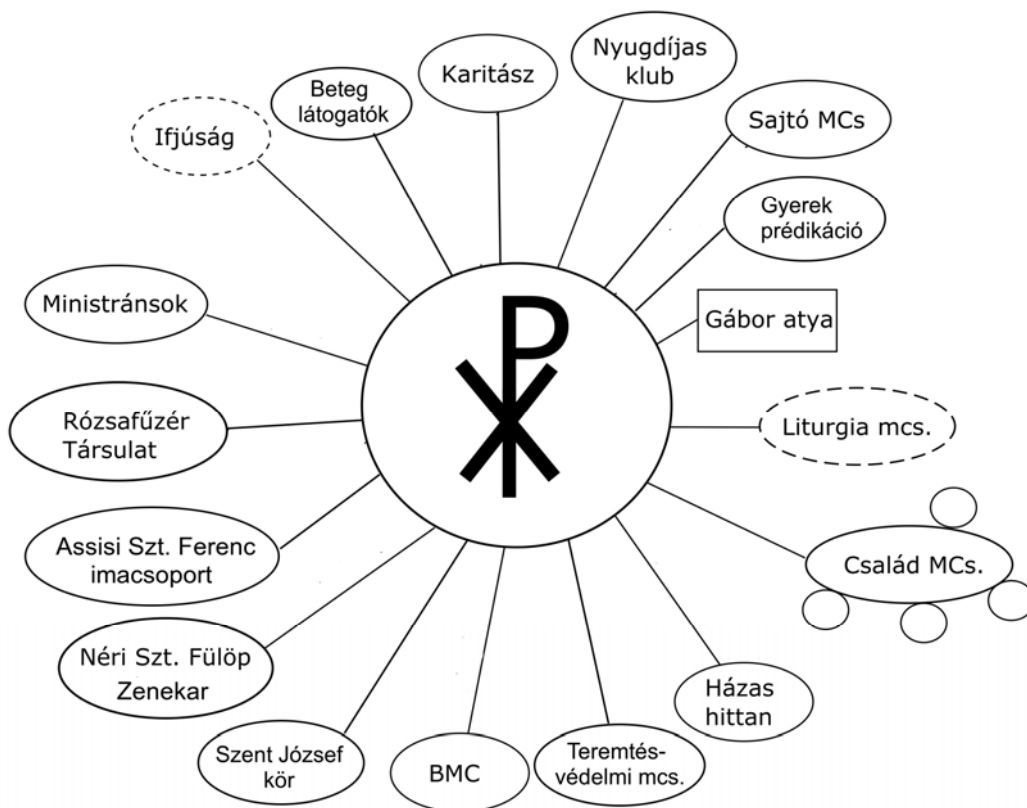 Nyugdíjas
klub
Karitász
Beteg
látogatók
Ifjúság
Sajtó MCs
Gyerek
prédikáció
Ministránsok
Gábor atya
Rózsafűzér
Társulat
Liturgia mcs.
Assisi Szt. Ferenc
imacsoport
Család MCs.
Néri Szt. Fülöp
Zenekar
Házas
hittan
Szent József
kör
BMC
Teremtés-
védelmi mcs.